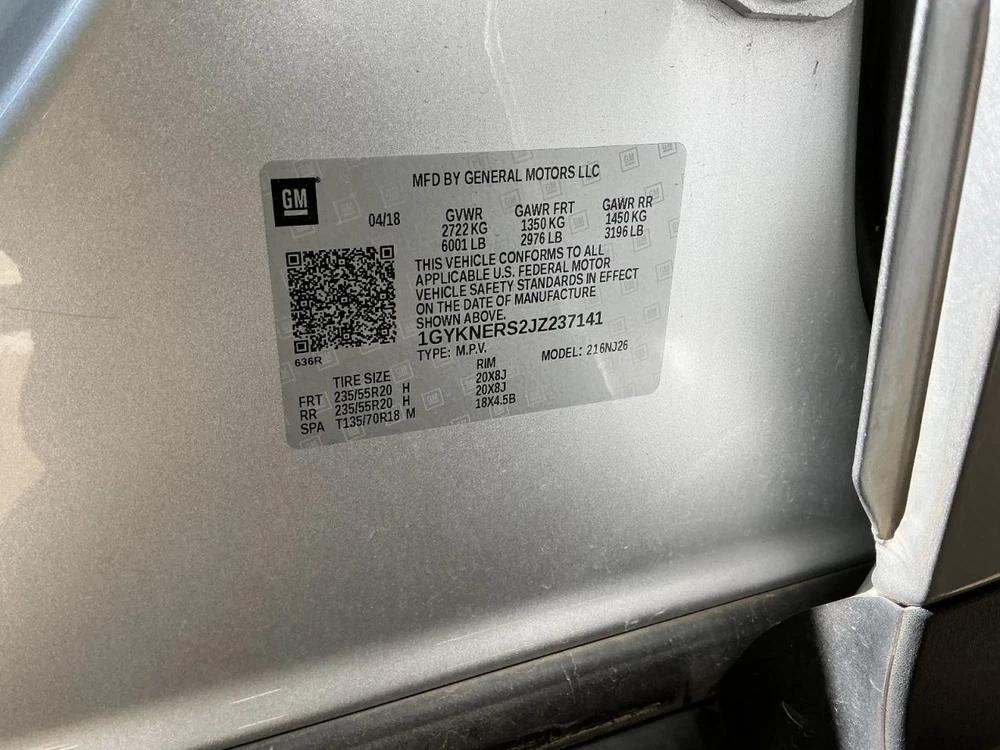 GM
MFD BY GENERAL MOTORS LLC
04/18
GVWR GAWR FRT GAWR RR
2722 KG 1350 KG 1450 KG
6001 LB 2976 LB 3196 LB
THIS VEHICLE CONFORMS TO ALL
APPLICABLE U.S. FEDERAL MOTOR
VEHICLE SAFETY STANDARDS IN EFFECT
ON THE DATE OF MANUFACTURE
SHOWN ABOVE.
1GYKNERS2JZ237141
TYPE: M.P.V. MODEL: 216NJ26
636R
TIRE SIZE RIM
FRT 235/55R20 H 20X8J
RR 235/55R20 H 20X8J
SPA T135/70R18 M 18X4.5B